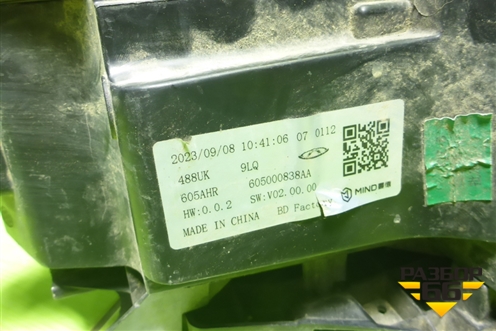 2023/09/08 10:41:06 07 0112
488UK 9LQ
605AHR 605000838AA
HW:0.0.2 SW:V02.00.00
MIND
MADE IN CHINA BD Factory
РАЗБОР
66